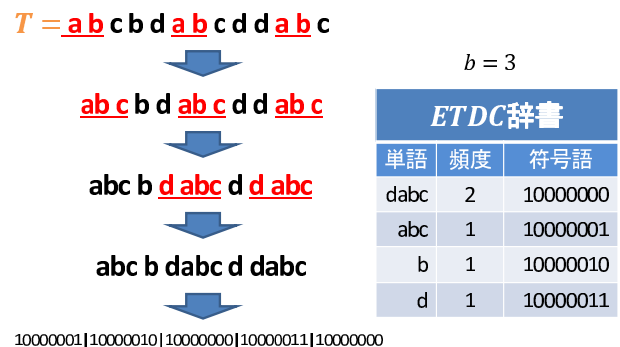 T = a b c b d a b c d d a b c
ab c b d ab c d d ab c
abc b d abc d d abc
abc b dabc d dabc
10000001|10000010|10000000|10000011|10000000
b = 3
ETDC辞書
単語 頻度 符号語
dabc 2 10000000
abc 1 10000001
b 1 10000010
d 1 10000011